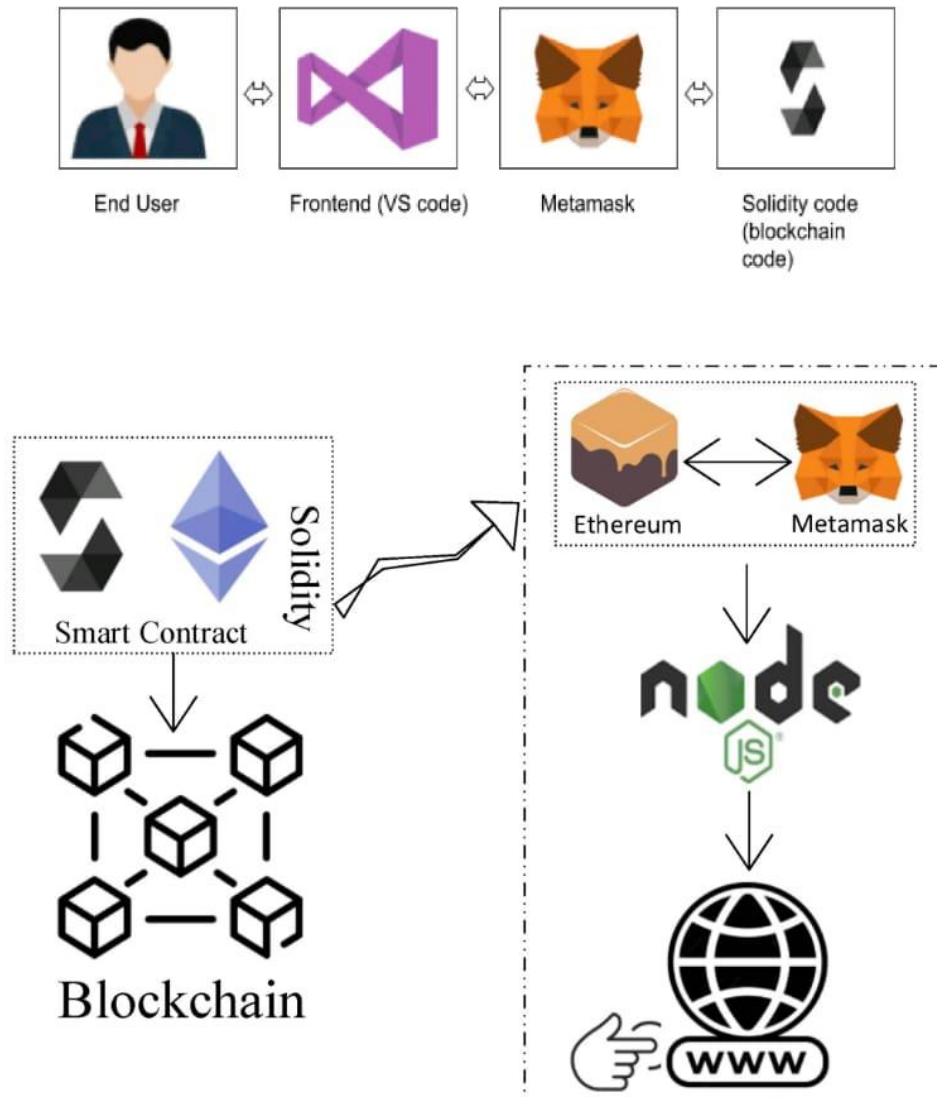 End User
Frontend (VS code)
Metamask
Solidity code
(blockchain
code)
Solidity
Smart Contract
Ethereum
Metamask
node
JS
®
Blockchain
WWW